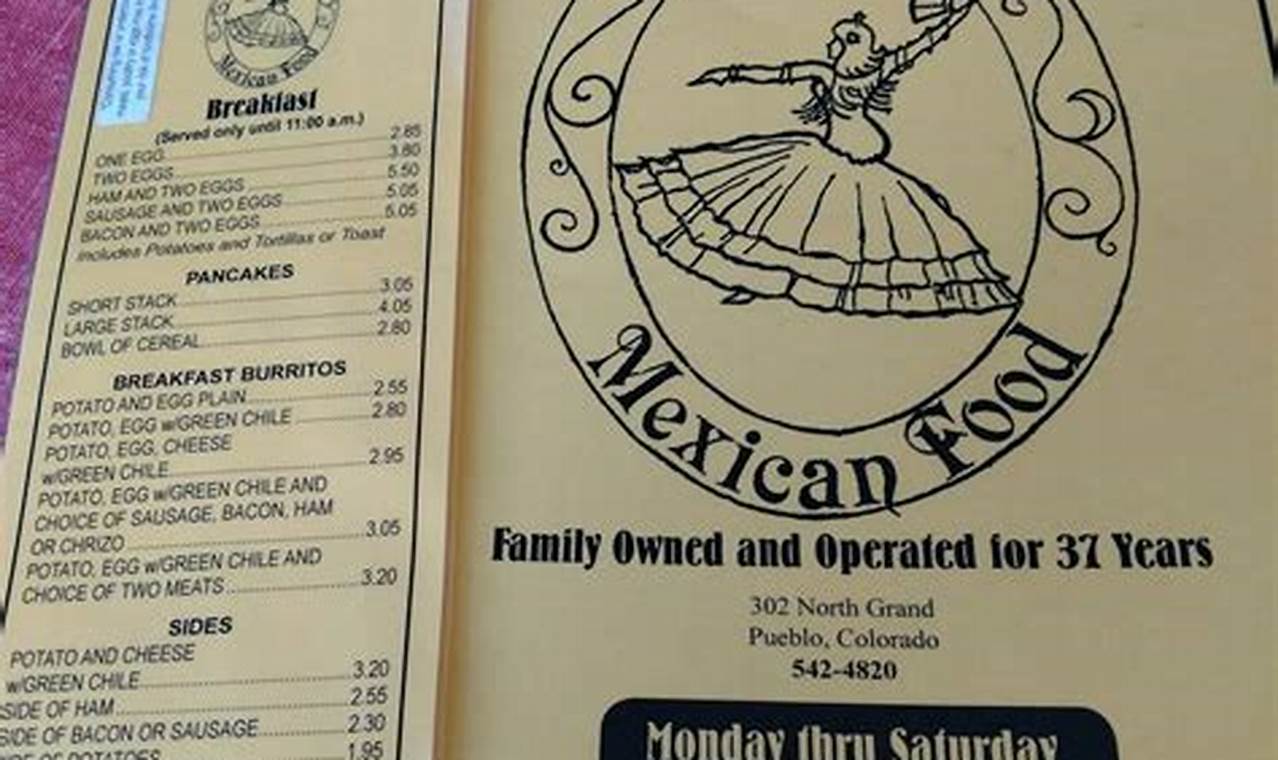 Mexican Food
Breakfast
(Served only until 11:00 a.m.)
ONE EGG 2.85
TWO EGGS 3.80
HAM AND TWO EGGS 5.50
SAUSAGE AND TWO EGGS 5.05
BACON AND TWO EGGS 5.05
Includes Potatoes and Tortillas or Toast
PANCAKES
SHORT STACK 3.05
LARGE STACK 4.05
BOWL OF CEREAL 2.80
BREAKFAST BURRITOS
POTATO AND EGG PLAIN 2.55
POTATO, EGG w/GREEN CHILE 2.80
POTATO, EGG, CHEESE
w/GREEN CHILE 2.95
POTATO, EGG w/GREEN CHILE AND
CHOICE OF SAUSAGE, BACON, HAM
OR CHRIZO 3.05
POTATO, EGG w/GREEN CHILE AND
CHOICE OF TWO MEATS 3.20
SIDES
POTATO AND CHEESE
w/GREEN CHILE 3.20
SIDE OF HAM 2.55
SIDE OF BACON OR SAUSAGE 2.30
OF POTATOES 1.95
Mexican Food
Family Owned and Operated for 37 Years
302 North Grand
Pueblo, Colorado
542-4820
Monday thru Saturday